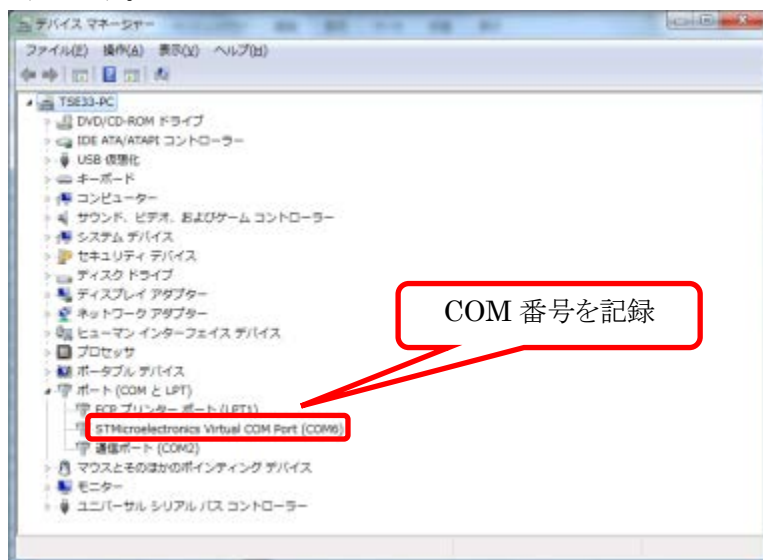 デバイス マネージャー
ファイル(F) 操作(A) 表示(V) ヘルプ(H)
TSE33-PC
DVD/CD-ROM ドライブ
IDE ATA/ATAPI コントローラー
USB 仮想化
キーボード
コンピューター
サウンド、ビデオ、およびゲーム コントローラー
システム デバイス
セキュリティ デバイス
ディスク ドライブ
ディスプレイ アダプター
ネットワーク アダプター
ヒューマン インターフェイス デバイス
プロセッサ
ポータブル デバイス
ポート (COM と LPT)
ECP プリンター ポート (LPT1)
STMicroelectronics Virtual COM Port (COM6)
通信ポート (COM2)
マウスとそのほかのポインティング デバイス
モニター
ユニバーサル シリアル バス コントローラー
COM 番号を記録